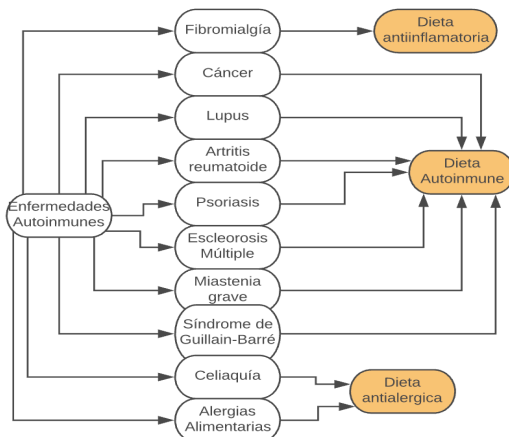 Fibromialgía
Dieta
antiinflamatoria
Cáncer
Lupus
Artritis
reumatoide
Dieta
Autoinmune
Enfermedades
Autoinmunes
Psoriasis
Escleorosis
Múltiple
Miastenia
grave
Síndrome de
Guillain-Barré
Celiaquía
Dieta
antialergica
Alergias
Alimentarias